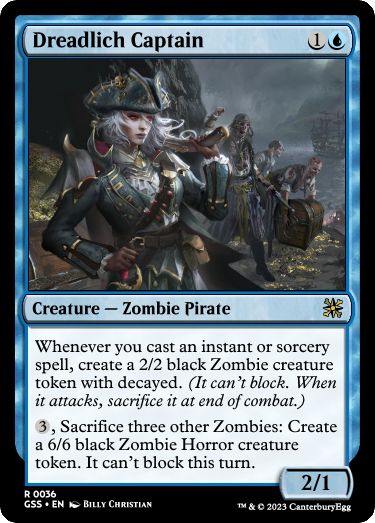 Dreadlich Captain 1
Creature — Zombie Pirate
Whenever you cast an instant or sorcery
spell, create a 2/2 black Zombie creature
token with decayed. (It can't block. When
it attacks, sacrifice it at end of combat.)
3, Sacrifice three other Zombies: Create
a 6/6 black Zombie Horror creature
token. It can't block this turn.
2/1
R 0036
GSS • EN Billy Christian
™ & © 2023 CanterburyEgg